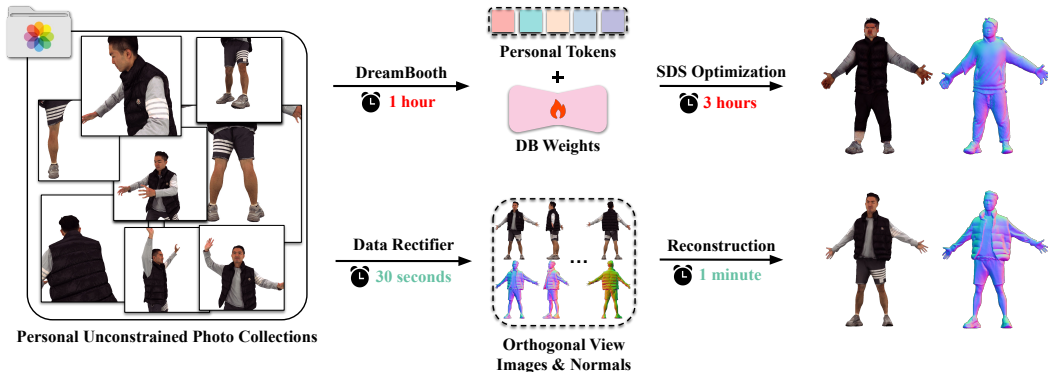 Personal Tokens
DreamBooth
1 hour
+
SDS Optimization
3 hours
DB Weights
Data Rectifier
30 seconds
...
Reconstruction
1 minute
Personal Unconstrained Photo Collections
Orthogonal View
Images & Normals